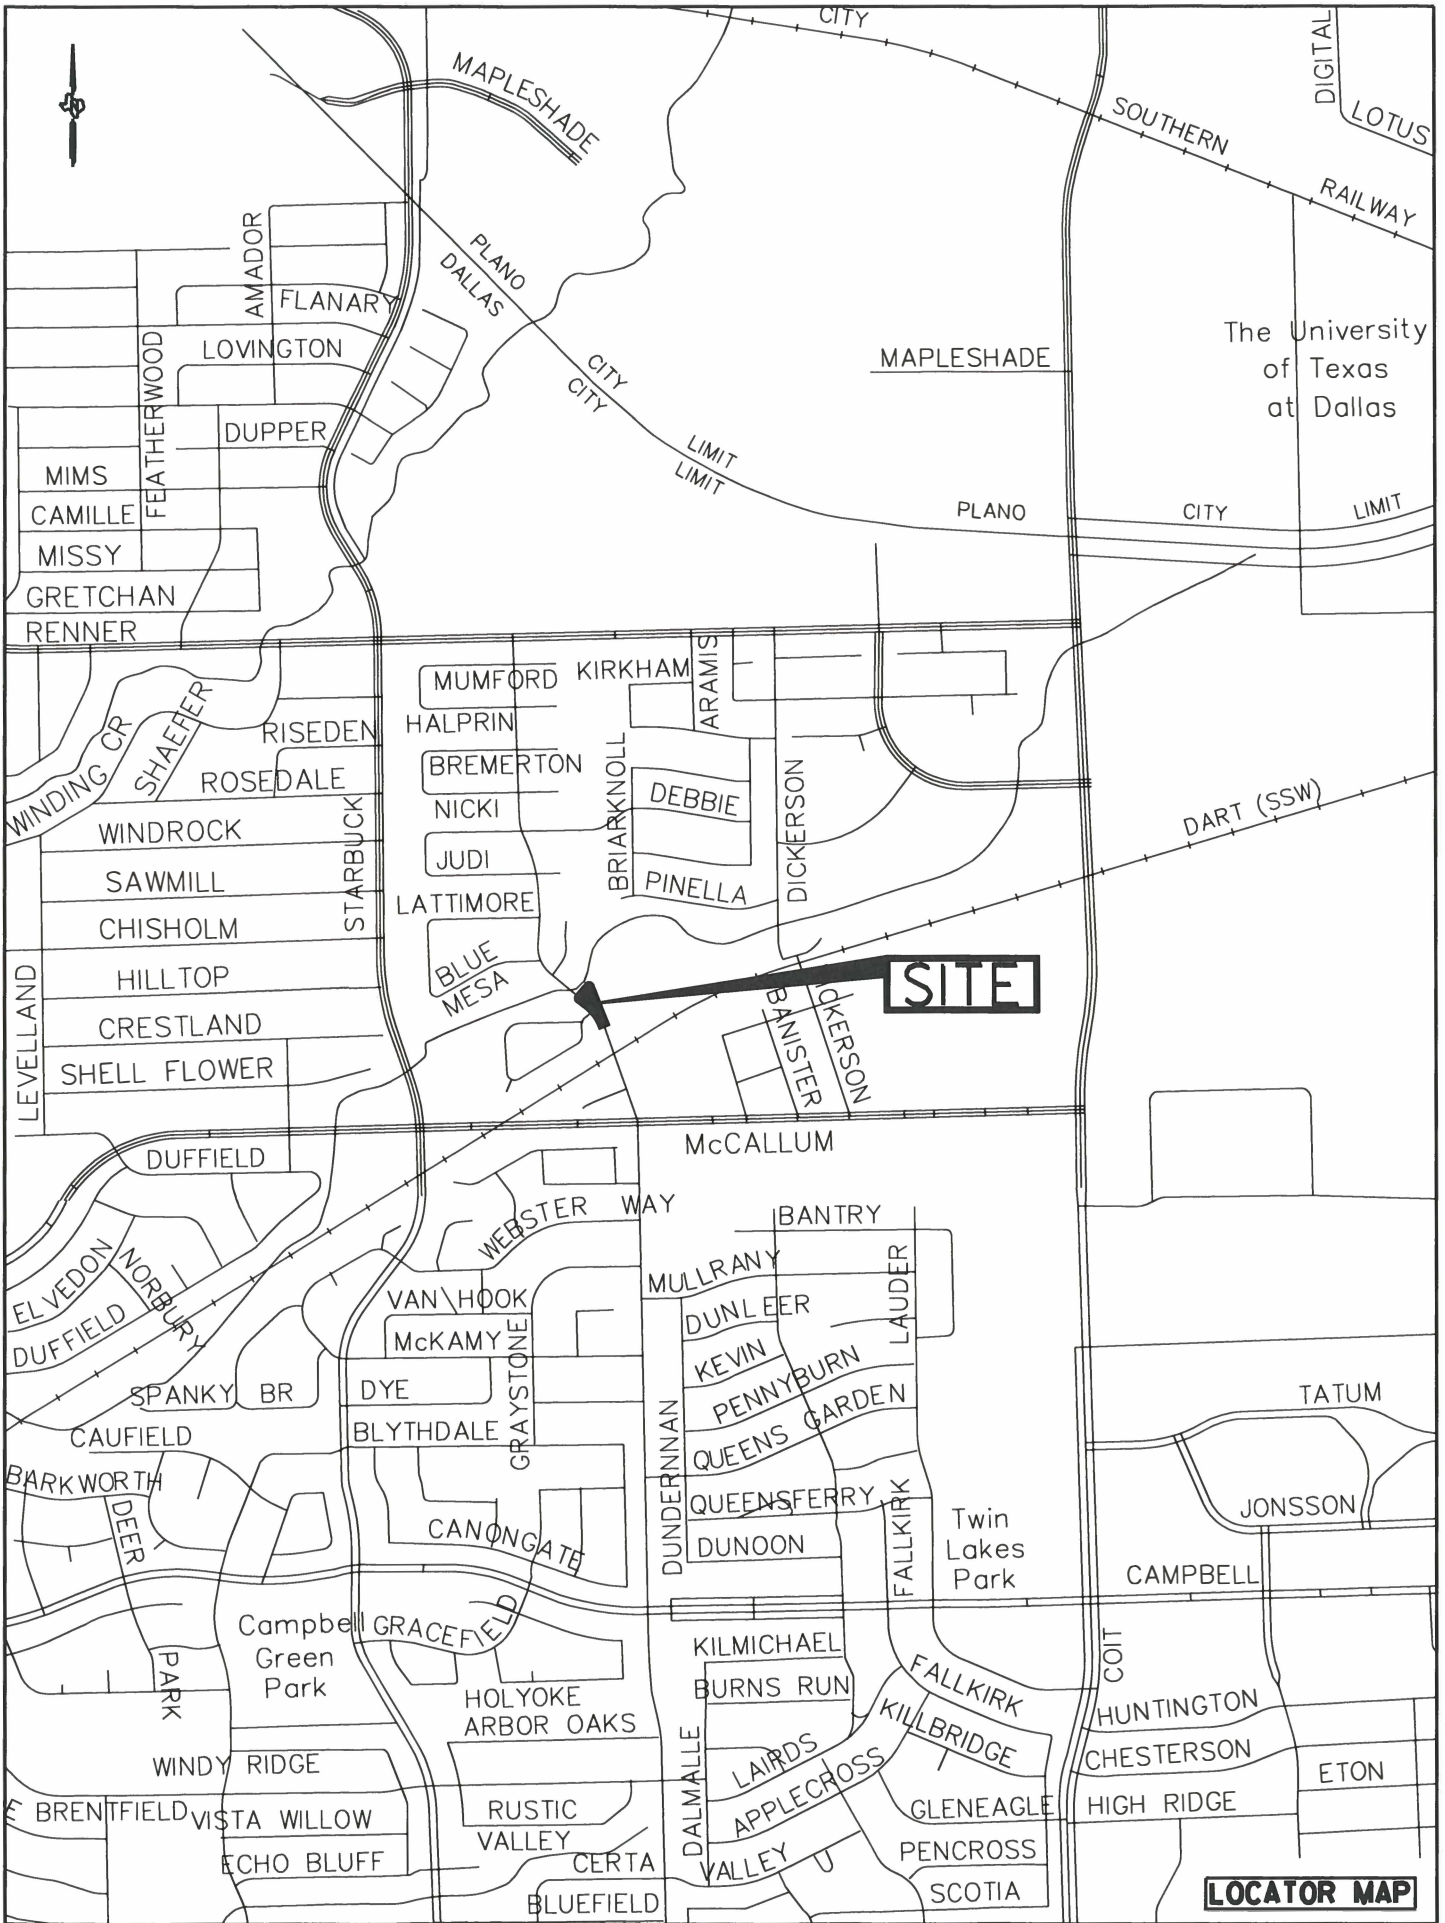 CITY
DIGITAL
LOTUS
MAPLESHADE
SOUTHERN
RAILWAY
AMADOR
PLANO
DALLAS
FLANARY
LOVINGTON
FEATHERWOOD
The University
of Texas
at Dallas
MAPLESHADE
CITY
CITY
DUPPER
LIMIT
LIMIT
MIMS
CAMILLE
PLANO
CITY
LIMIT
MISSY
GRETCHAN
RENNER
MUMFORD
KIRKHAM
ARAMIS
SHAEFER
WINDING CR
RISEDEN
HALPRIN
BREMERTON
BRIARKNOLL
DEBBIE
DICKERSON
ROSEDALE
NICKI
DART (SSW)
WINDROCK
STARBUCK
JUDI
SAWMILL
PINELLA
LATTIMORE
CHISHOLM
BLUE
MESA
HILLTOP
SITE
LEVELLAND
BANISTER
ICKERSON
CRESTLAND
SHELL FLOWER
McCALLUM
DUFFIELD
WEBSTER WAY
BANTRY
ELVEDON
NORBURY
MULLRANY
LAUDER
DUFFIELD
VAN HOOK
DUNLEER
McKAMY
GRAYSTONE
KEVIN
PENNYBURN
SPANKY BR
DYE
TATUM
CAUFIELD
BLYTHDALE
DUNDERNNAN
QUEENS GARDEN
BARKWORTH
DEER
QUEENSFERRY
FALLKIRK
JONSSON
CANONGATE
DUNOON
Twin
Lakes
Park
CAMPBELL
Campbell
Green
Park
GRACEFIELD
KILMICHAEL
COIT
PARK
BURNS RUN
FALLKIRK
HOLYOKE
ARBOR OAKS
KILLBRIDGE
HUNTINGTON
WINDY RIDGE
DALMALLE
LAIRDS
CHESTERSON
ETON
APPLECROSS
E BRENTFIELD
VISTA WILLOW
RUSTIC
VALLEY
GLENEAGLE
HIGH RIDGE
ECHO BLUFF
CERTA
VALLEY
PENCROSS
BLUEFIELD
SCOTIA
LOCATOR MAP